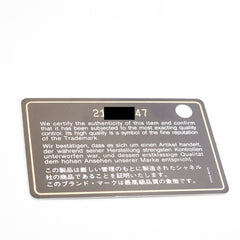 21 47
We certify the authenticity of this item and confirm
that it has been subjected to the most exacting quality
control. Its high quality is a symbol of the fine reputation
of the Trademark.
Wir bestätigen, dass es sich um einen Artikel handelt,
der während seiner Herstellung strengsten Kontrollen
unterworfen war, und dessen erstklassige Qualität
dem hohen Ansehen unserer Marke entspricht.
この製品は厳しい管理のもとに製造されたシャネル
社の商品であることを証明いたします。
このブランド・マークは最高級品質の象徴です。